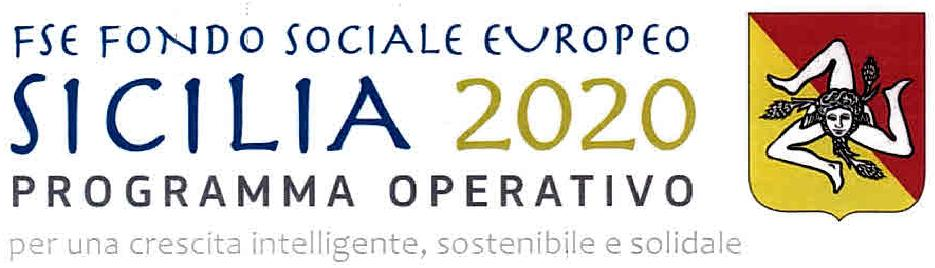 FSE FONDO SOCIALE EUROPEO
SICILIA 2020
PROGRAMMA OPERATIVO
per una crescita intelligente, sostenibile e solidale